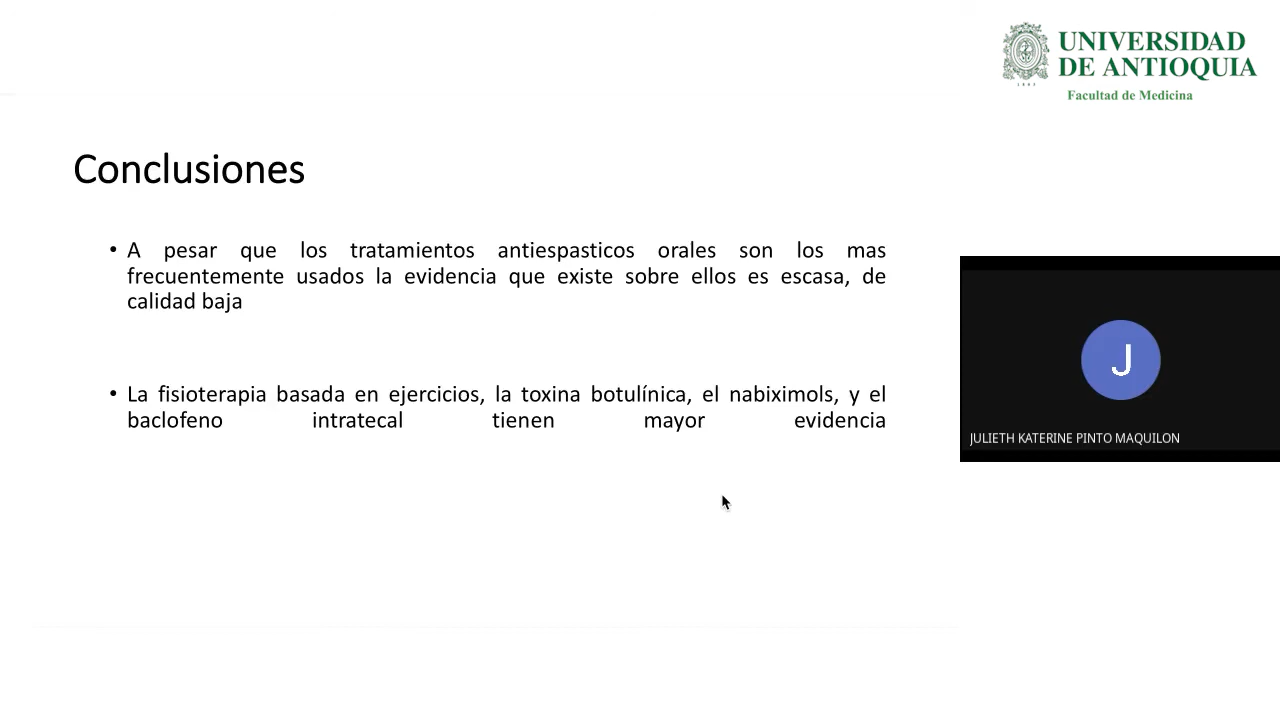 UNIVERSIDAD
DE ANTIOQUIA
1803
Facultad de Medicina
Conclusiones
• A pesar que los tratamientos antiespasticos orales son los mas
frecuentemente usados la evidencia que existe sobre ellos es escasa, de
calidad baja
• La fisioterapia basada en ejercicios, la toxina botulínica, el nabiximols, y el
baclofeno intratecal tienen mayor evidencia
J
JULIETH KATERINE PINTO MAQUILON